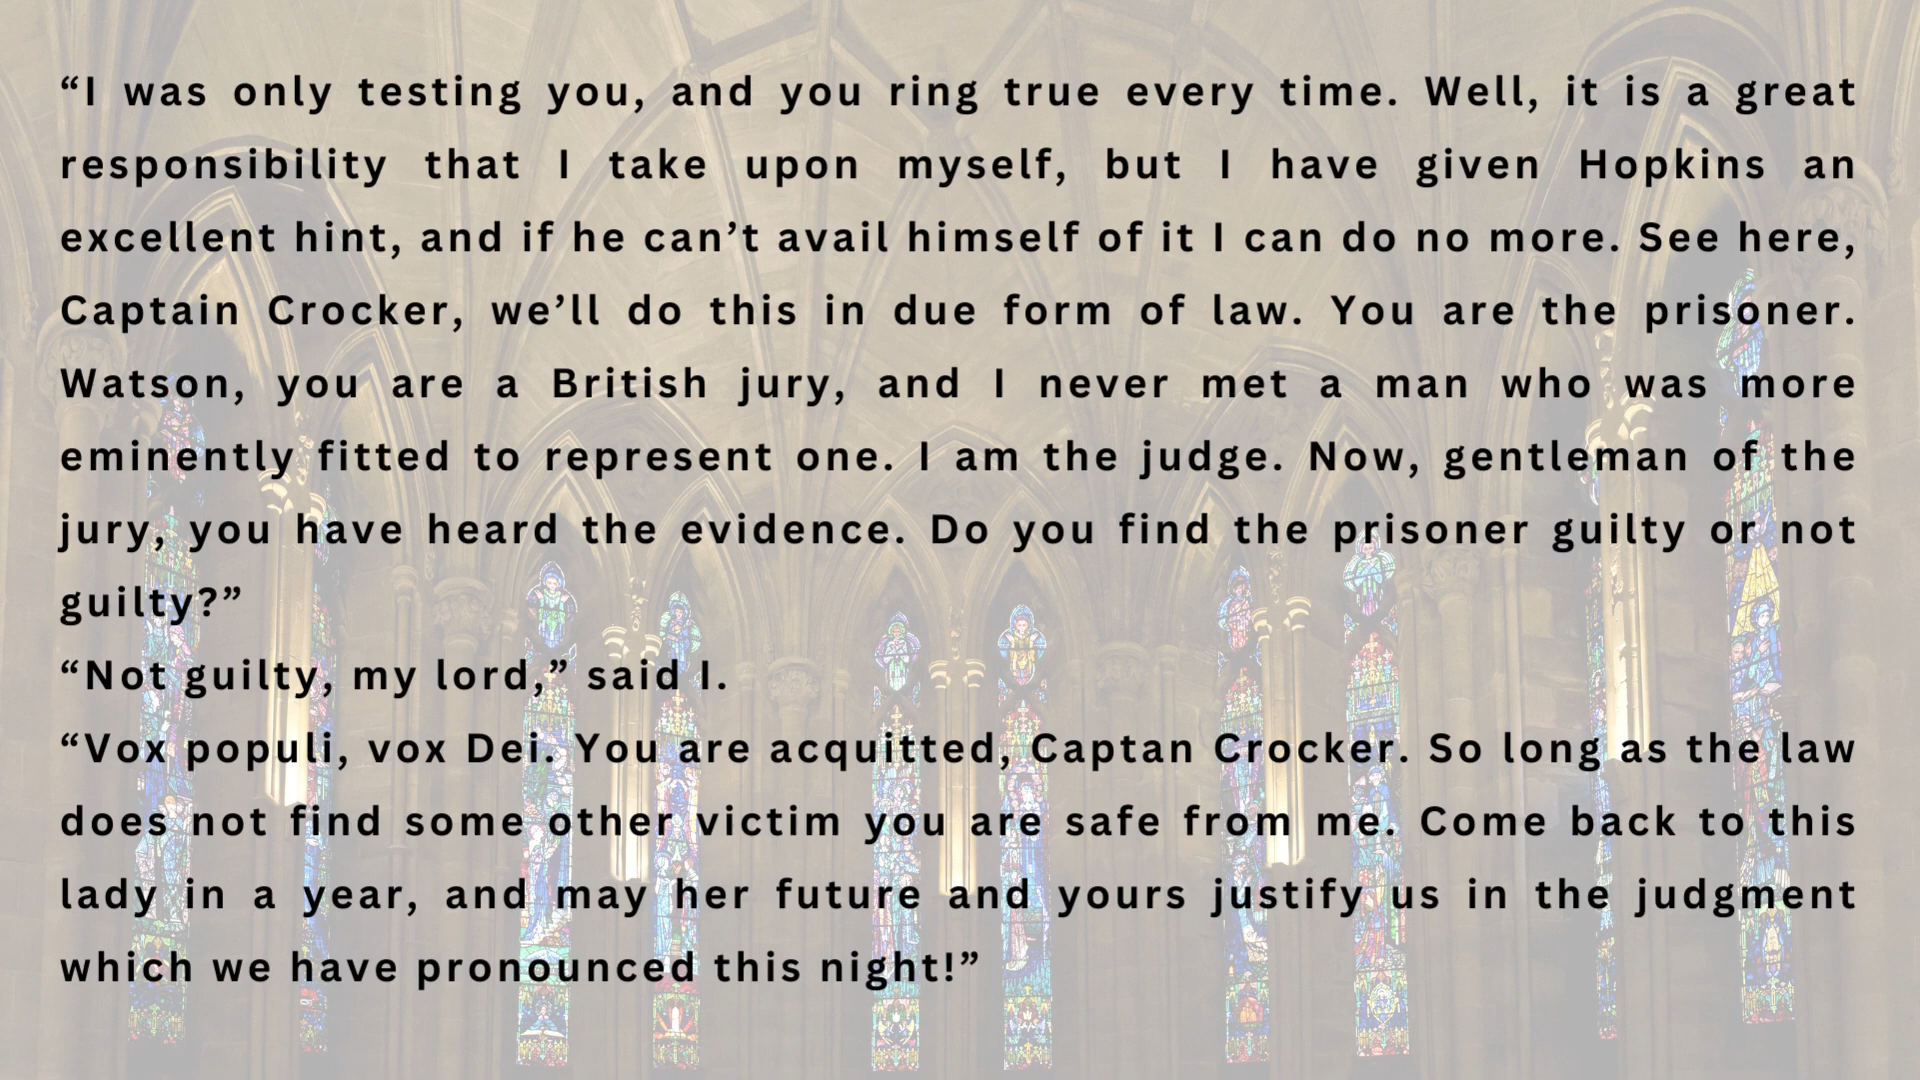 “I was only testing you, and you ring true every time. Well, it is a great
responsibility that I take upon myself, but I have given Hopkins an
excellent hint, and if he can’t avail himself of it I can do no more. See here,
Captain Crocker, we’ll do this in due form of law. You are the prisoner.
Watson, you are a British jury, and I never met a man who was more
eminently fitted to represent one. I am the judge. Now, gentleman of the
jury, you have heard the evidence. Do you find the prisoner guilty or not
guilty?”
“Not guilty, my lord,” said I.
“Vox populi, vox Dei. You are acquitted, Captan Crocker. So long as the law
does not find some other victim you are safe from me. Come back to this
lady in a year, and may her future and yours justify us in the judgment
which we have pronounced this night!”